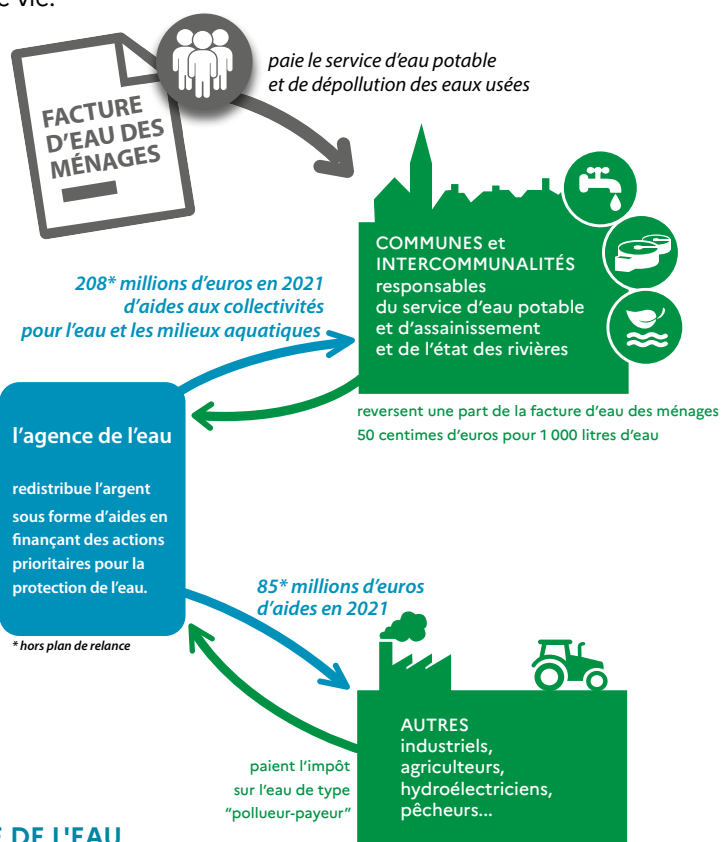 e vie.
paie le service d'eau potable
et de dépollution des eaux usées
FACTURE
D'EAU DES
MÉNAGES
COMMUNES et
INTERCOMMUNALITÉS
responsables
du service d'eau potable
et d'assainissement
et de l'état des rivières
208* millions d'euros en 2021
d'aides aux collectivités
pour l'eau et les milieux aquatiques
reversent une part de la facture d'eau des ménages
50 centimes d'euros pour 1 000 litres d'eau
l'agence de l'eau
redistribue l'argent
sous forme d'aides en
finançant des actions
prioritaires pour la
protection de l'eau.
* hors plan de relance
85* millions d'euros
d'aides en 2021
AUTRES
industriels,
agriculteurs,
hydroélectriciens,
pêcheurs...
paient l'impôt
sur l'eau de type
"pollueur-payeur"
E DE L'EAU